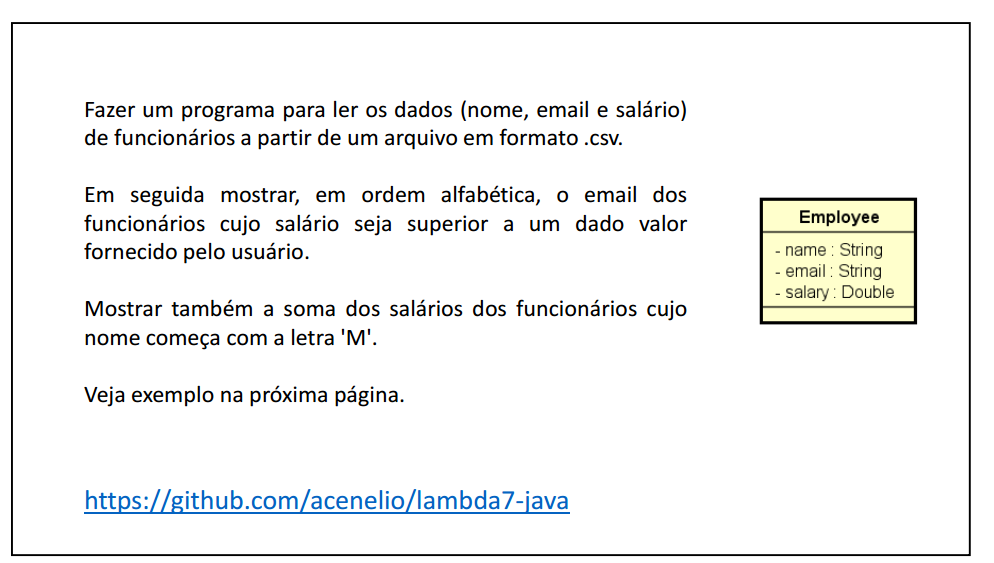 Fazer um programa para ler os dados (nome, email e salário)
de funcionários a partir de um arquivo em formato .csv.
Em seguida mostrar, em ordem alfabética, o email dos
funcionários cujo salário seja superior a um dado valor
fornecido pelo usuário.
Mostrar também a soma dos salários dos funcionários cujo
nome começa com a letra 'M'.
Veja exemplo na próxima página.
https://github.com/acenelio/lambda7-java
Employee
- name : String
- email : String
- salary : Double